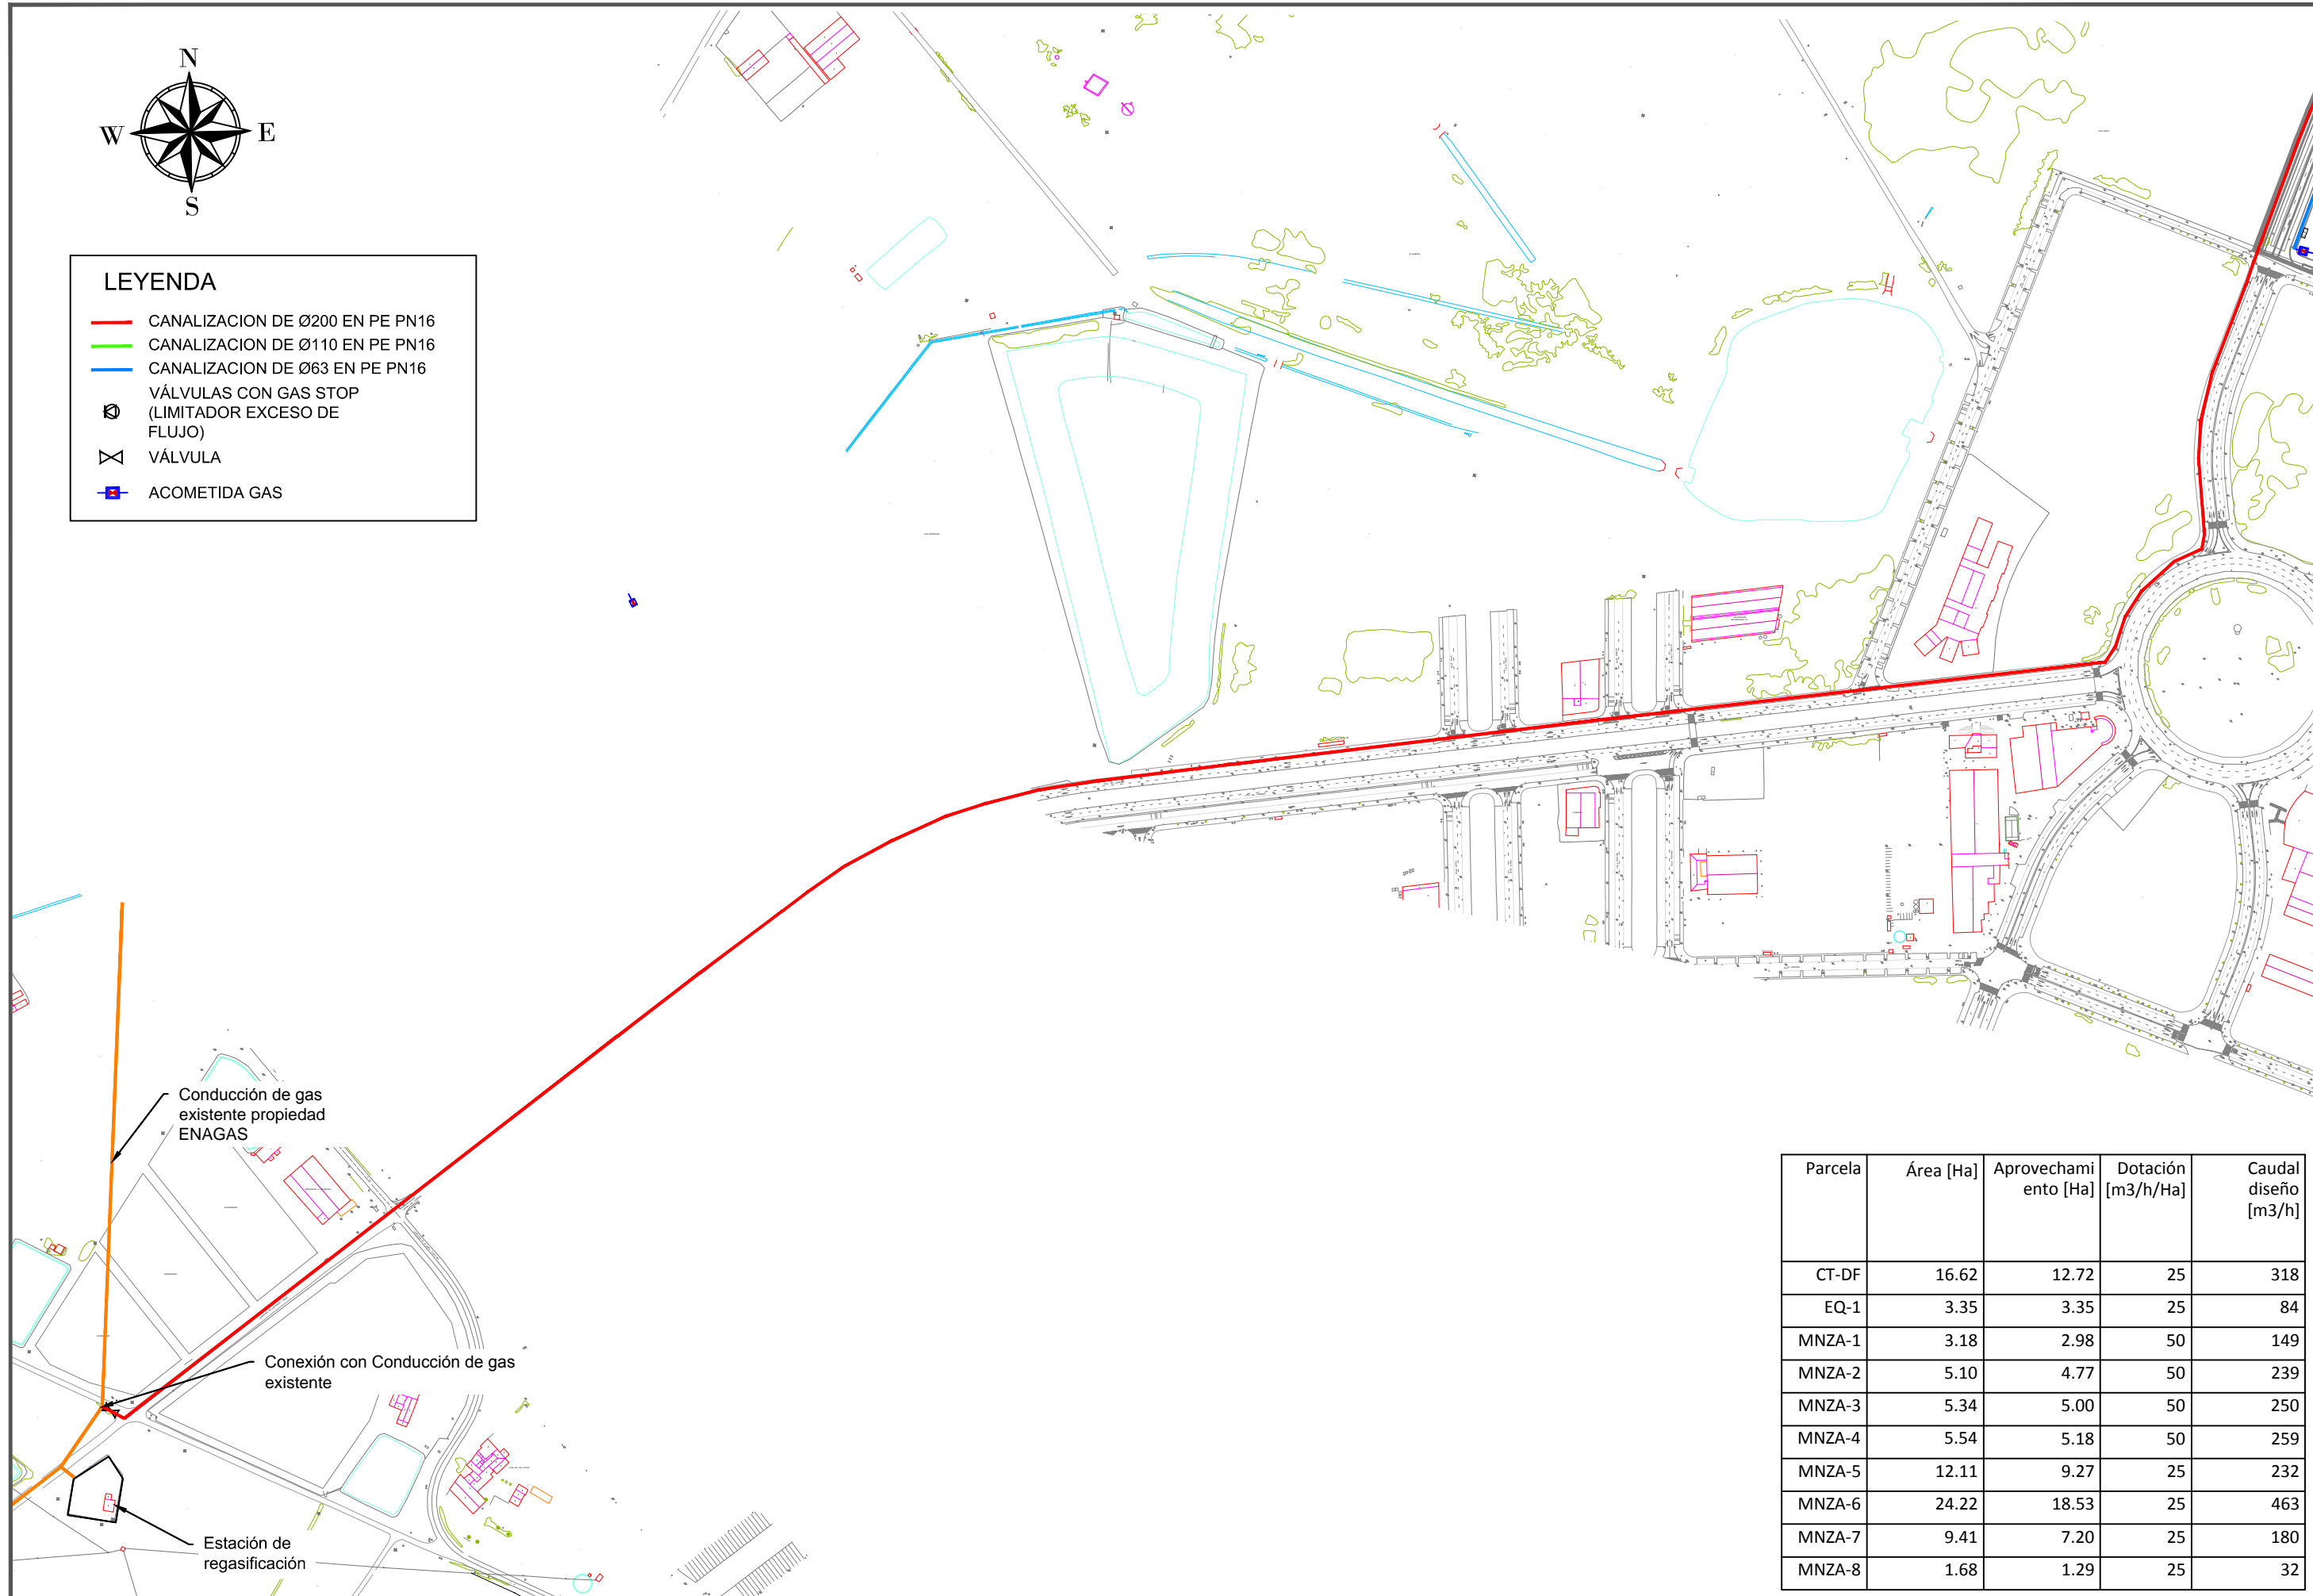 N
W
E
S
LEYENDA
CANALIZACION DE Ø200 EN PE PN16
CANALIZACION DE Ø110 EN PE PN16
CANALIZACION DE Ø63 EN PE PN16
VÁLVULAS CON GAS STOP
(LIMITADOR EXCESO DE
FLUJO)
VÁLVULA
ACOMETIDA GAS
Conducción de gas
existente propiedad
ENAGAS
Conexión con Conducción de gas
existente
Estación de
regasificación
Parcela Área [Ha] Aprovechami Dotación Caudal
ento [Ha] [m3/h/Ha] diseño
[m3/h]
CT-DF 16.62 12.72 25 318
EQ-1 3.35 3.35 25 84
MNZA-1 3.18 2.98 50 149
MNZA-2 5.10 4.77 50 239
MNZA-3 5.34 5.00 50 250
MNZA-4 5.54 5.18 50 259
MNZA-5 12.11 9.27 25 232
MNZA-6 24.22 18.53 25 463
MNZA-7 9.41 7.20 25 180
MNZA-8 1.68 1.29 25 32